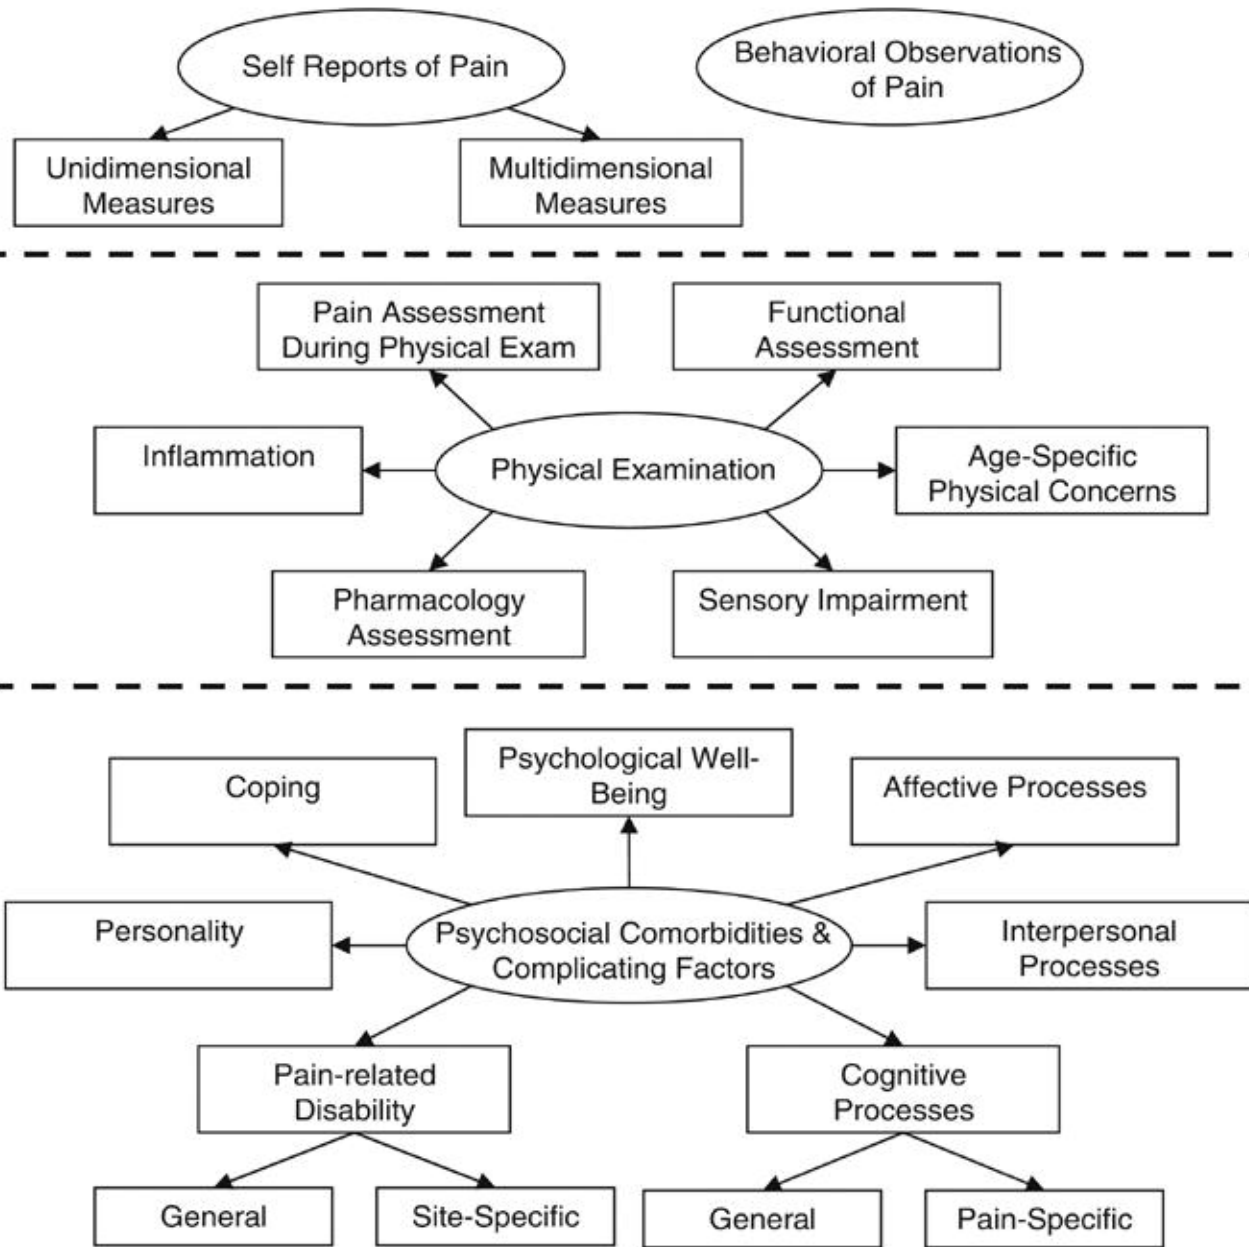 Self Reports of Pain
Behavioral Observations
of Pain
Unidimensional
Measures
Multidimensional
Measures
Pain Assessment
During Physical Exam
Functional
Assessment
Inflammation
Physical Examination
Age-Specific
Physical Concerns
Pharmacology
Assessment
Sensory Impairment
Coping
Psychological Well-
Being
Affective Processes
Personality
Psychosocial Comorbidities &
Complicating Factors
Interpersonal
Processes
Pain-related
Disability
Cognitive
Processes
General
Site-Specific
General
Pain-Specific